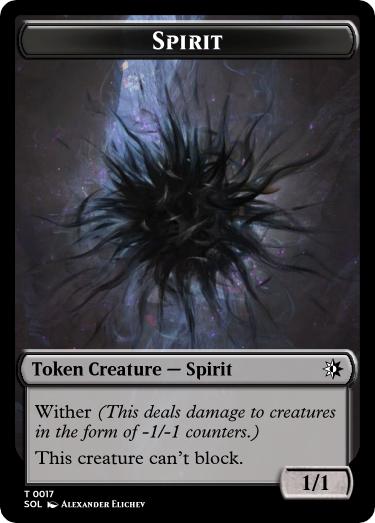 Spirit
Token Creature — Spirit
Wither (This deals damage to creatures
in the form of -1/-1 counters.)
This creature can't block.
1/1
T 0017
SOL Alexander Elichev